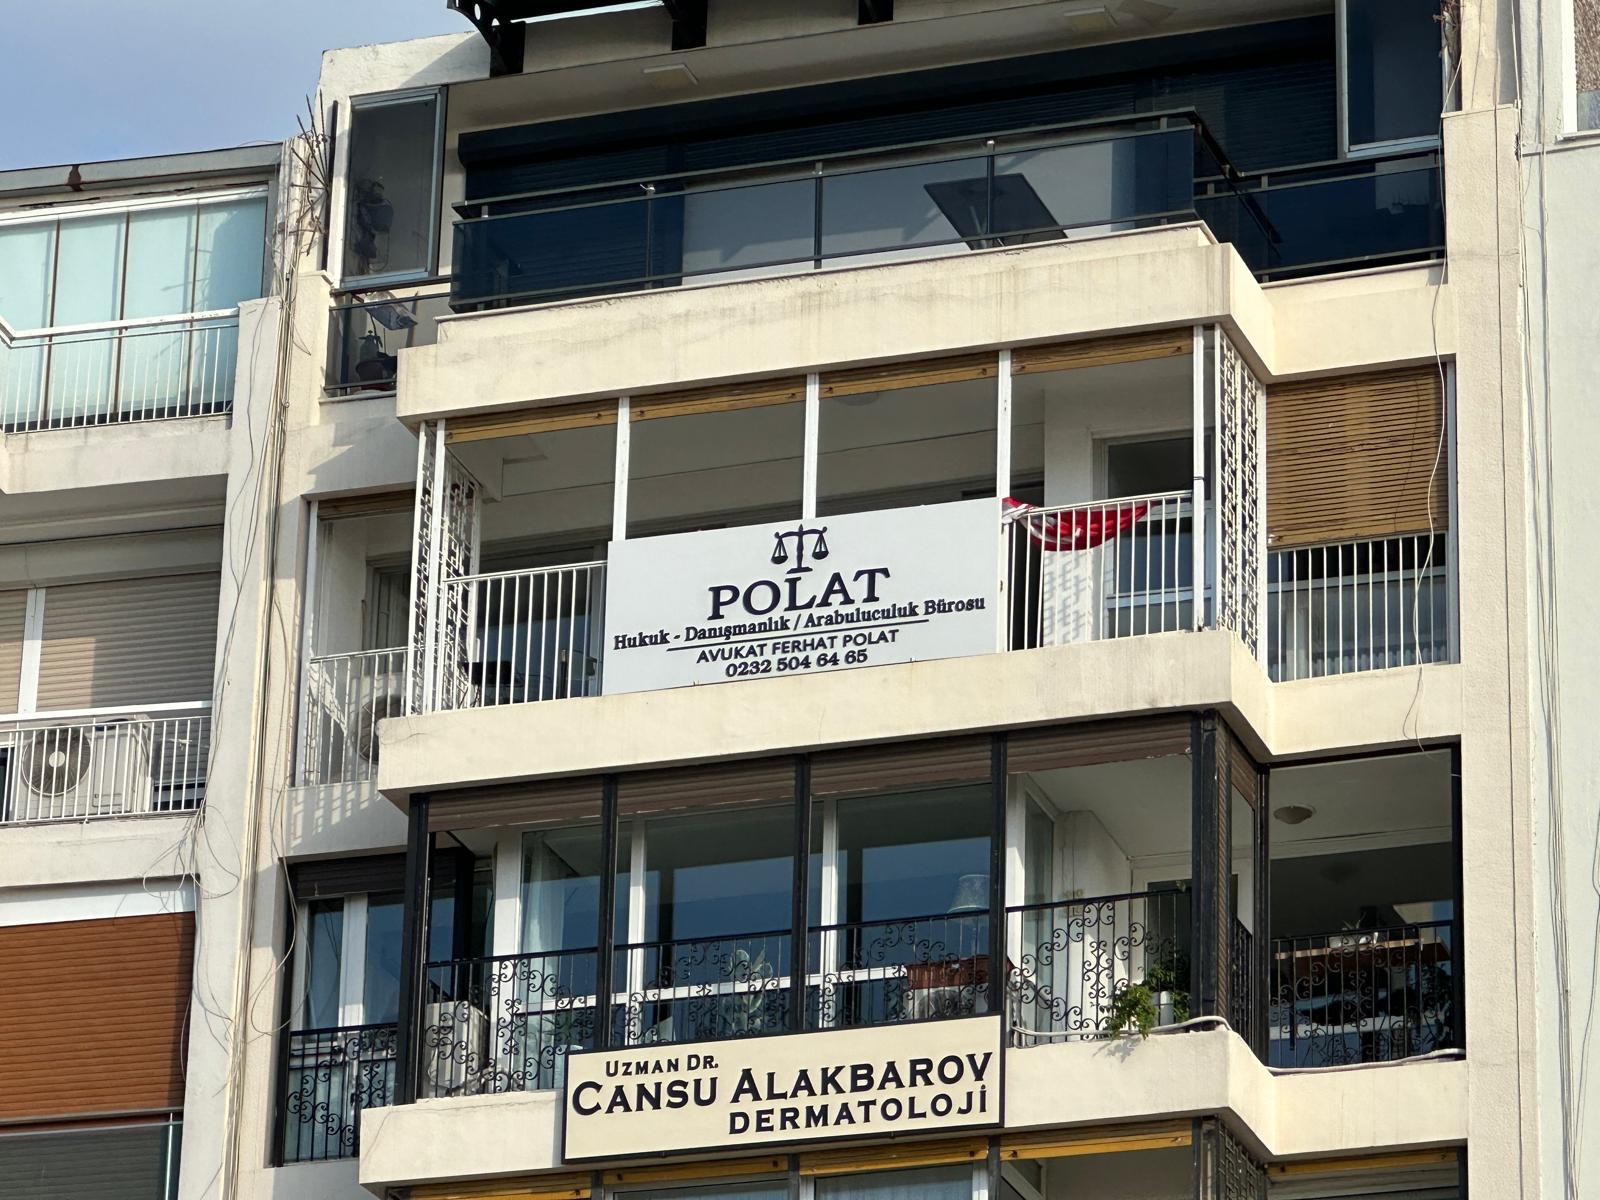 POLAT
Hukuk - Danışmanlık / Arabuluculuk Bürosu
AVUKAT FERHAT POLAT
0232 504 64 65
UZMAN DR.
CANSU ALAKBAROV
DERMATOLOJİ